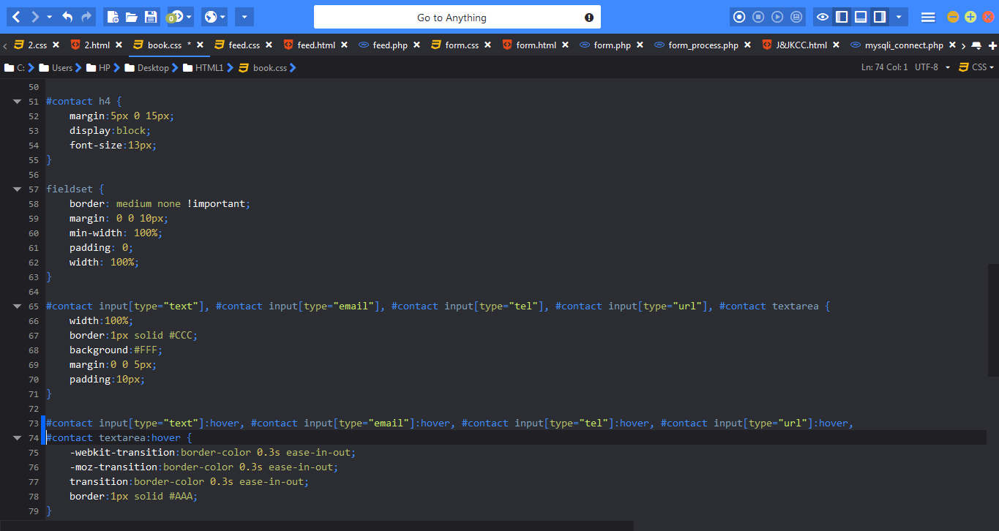 Go to Anything
0
2.css
2.html
book.css *
feed.css
feed.html
feed.php
form.css
form.html
form.php
form_process.php
J&JKCC.html
mysqli_connect.php
C:
Users
HP
Desktop
HTML1
book.css
Ln: 74 Col: 1
UTF-8
CSS
50
51 #contact h4 {
52     margin:5px 0 15px;
53     display:block;
54     font-size:13px;
55 }
56
57 fieldset {
58     border: medium none !important;
59     margin: 0 0 10px;
60     min-width: 100%;
61     padding: 0;
62     width: 100%;
63 }
64
65 #contact input[type="text"], #contact input[type="email"], #contact input[type="tel"], #contact input[type="url"], #contact textarea {
66     width:100%;
67     border:1px solid #CCC;
68     background:#FFF;
69     margin:0 0 5px;
70     padding:10px;
71 }
72
73 #contact input[type="text"]:hover, #contact input[type="email"]:hover, #contact input[type="tel"]:hover, #contact input[type="url"]:hover,
74 #contact textarea:hover {
75     -webkit-transition:border-color 0.3s ease-in-out;
76     -moz-transition:border-color 0.3s ease-in-out;
77     transition:border-color 0.3s ease-in-out;
78     border:1px solid #AAA;
79 }